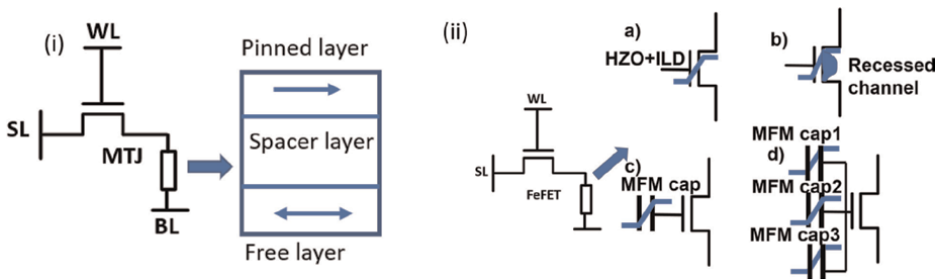 (i)
WL
SL
MTJ
BL
Pinned layer
Spacer layer
Free layer
(ii)
WL
SL
FeFET
a)
HZO+ILD
b)
Recessed
channel
c)
MFM cap
d)
MFM cap1
MFM cap2
MFM cap3